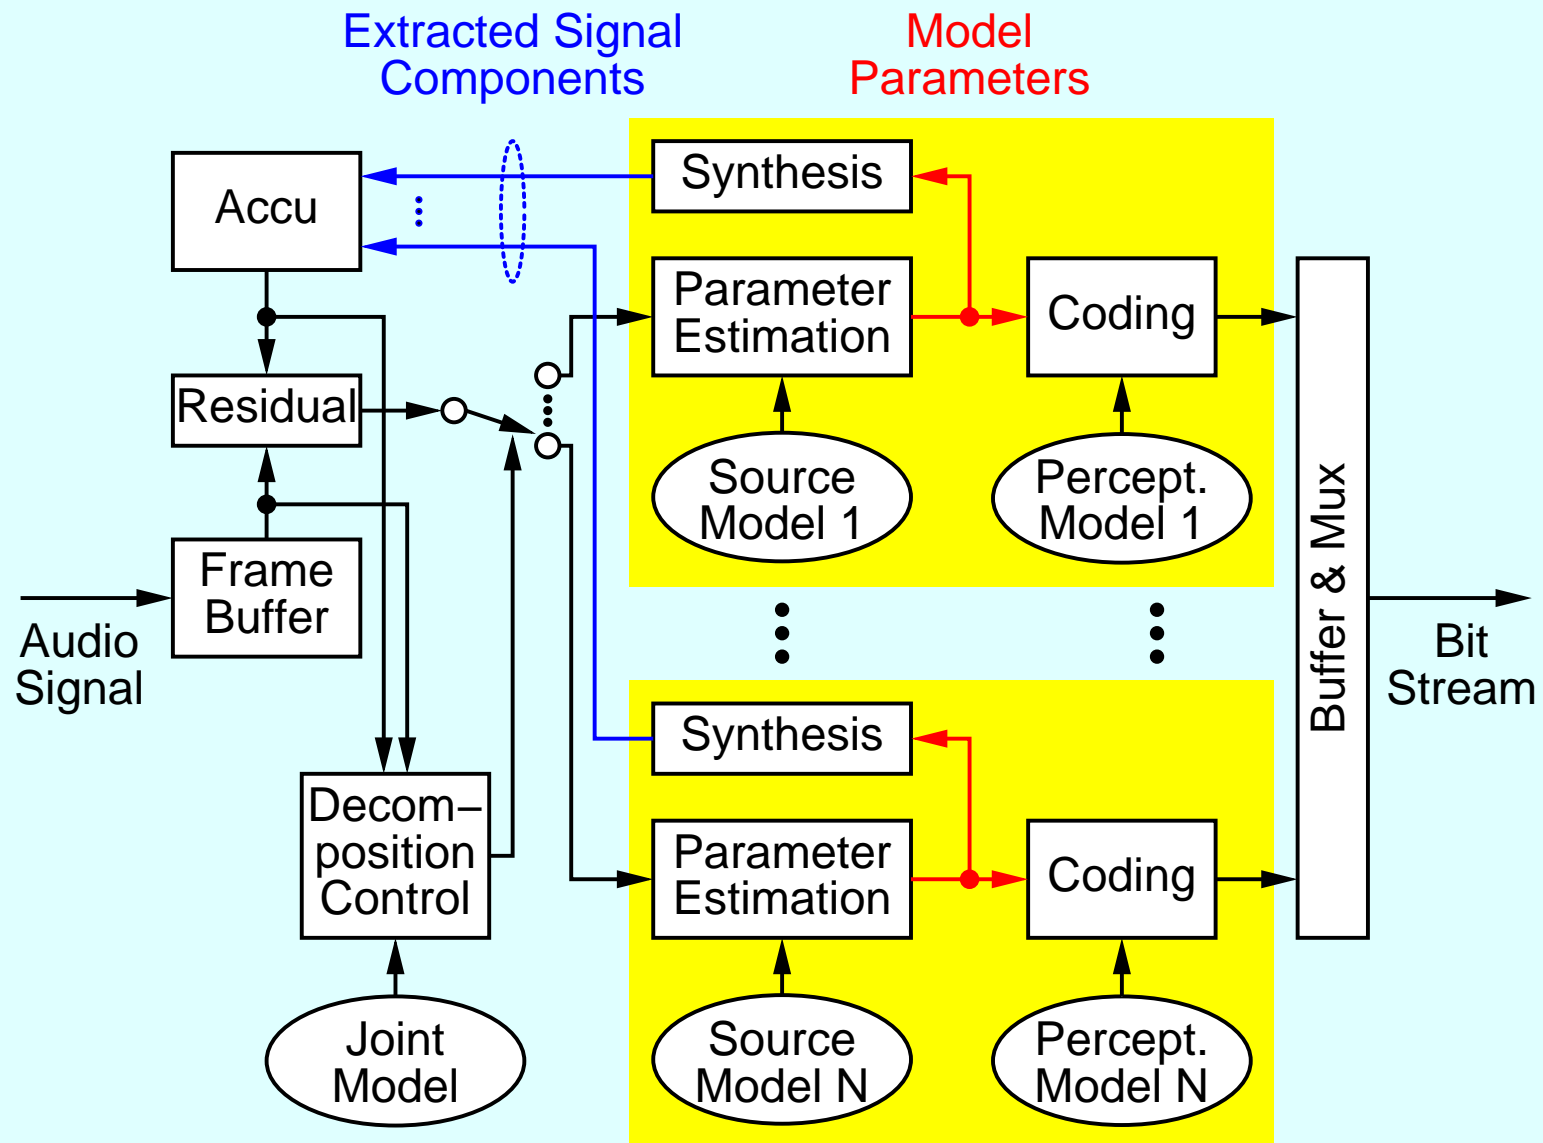 Extracted Signal
Components
Model
Parameters
Accu
Synthesis
Parameter
Estimation
Coding
Residual
Source
Model 1
Percept.
Model 1
Frame
Buffer
Audio
Signal
Buffer & Mux
Bit
Stream
Synthesis
Decom–
position
Control
Parameter
Estimation
Coding
Joint
Model
Source
Model N
Percept.
Model N